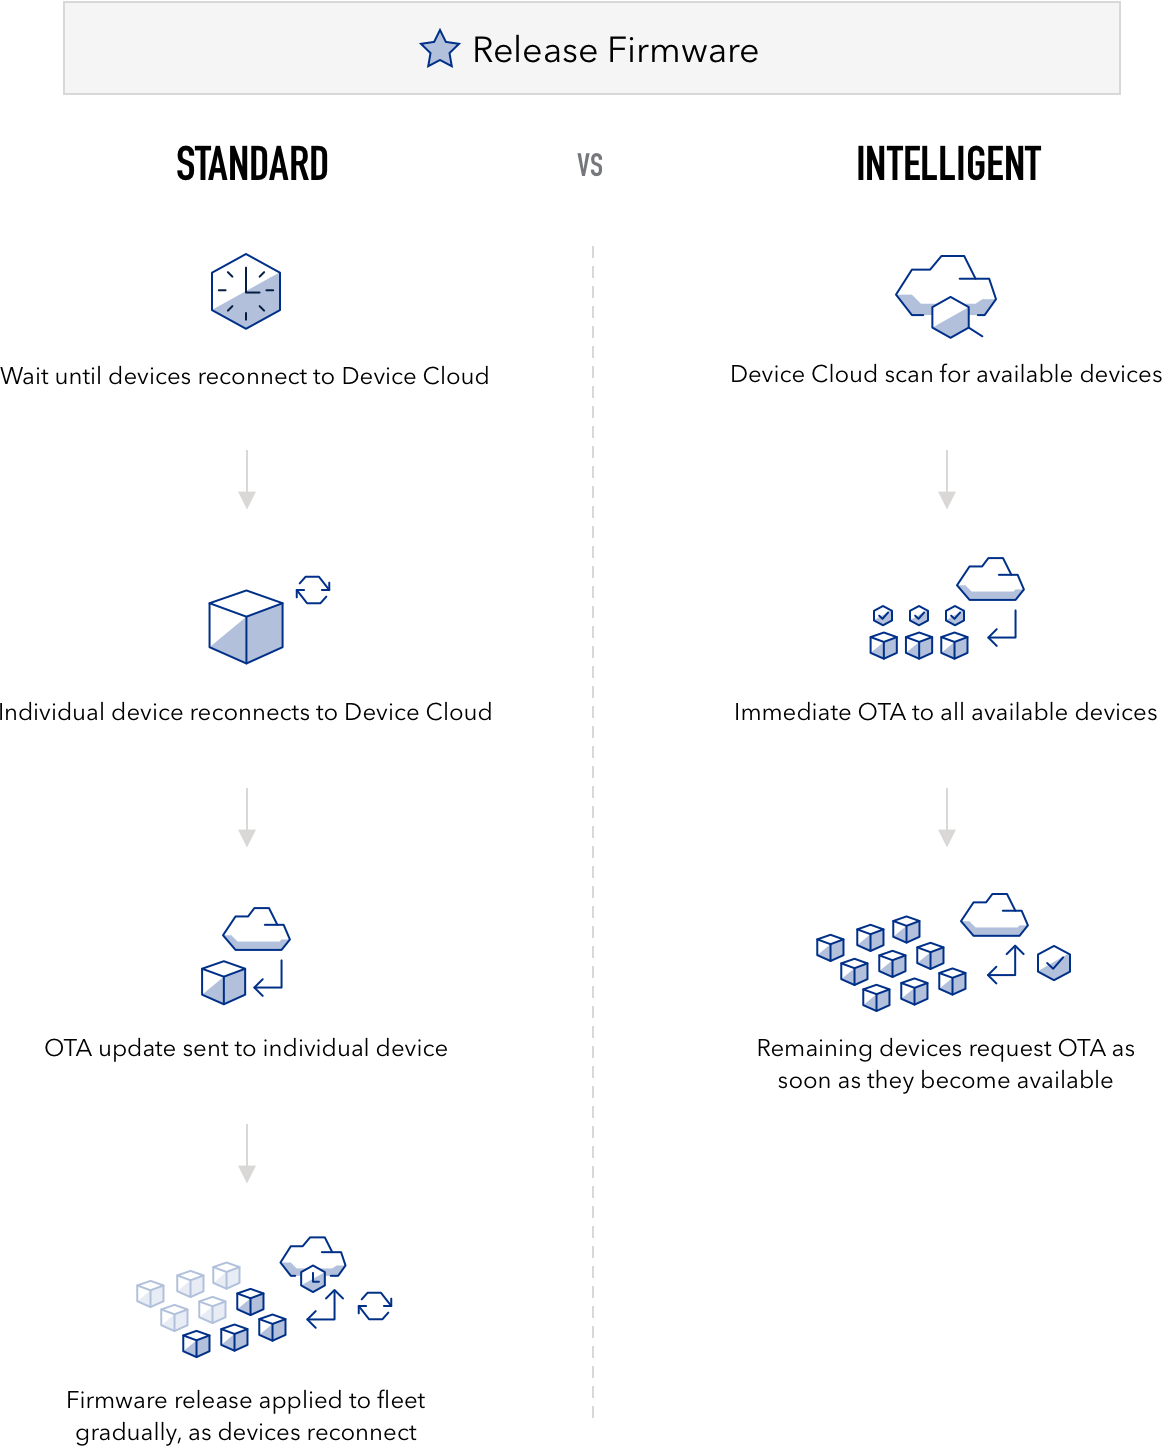 Release Firmware
STANDARD
VS
INTELLIGENT
Wait until devices reconnect to Device Cloud
Individual device reconnects to Device Cloud
OTA update sent to individual device
Firmware release applied to fleet
gradually, as devices reconnect
Device Cloud scan for available devices
Immediate OTA to all available devices
Remaining devices request OTA as
soon as they become available